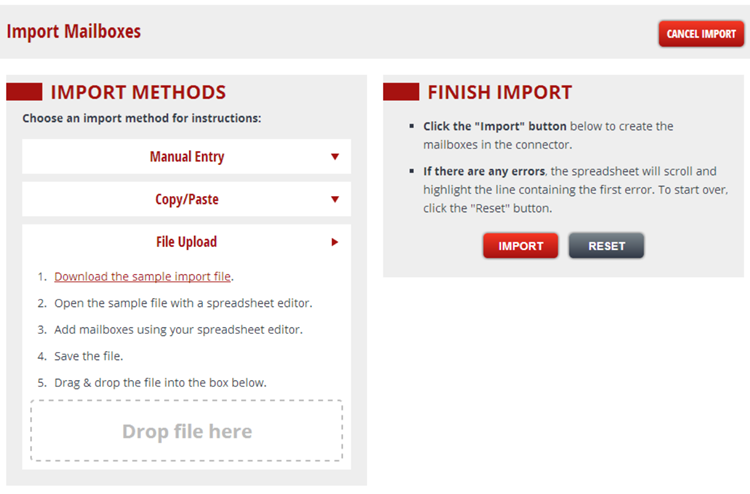 Import Mailboxes
CANCEL IMPORT
IMPORT METHODS
Choose an import method for instructions:
Manual Entry
Copy/Paste
File Upload
1. Download the sample import file.
2. Open the sample file with a spreadsheet editor.
3. Add mailboxes using your spreadsheet editor.
4. Save the file.
5. Drag & drop the file into the box below.
Drop file here
FINISH IMPORT
Click the "Import" button below to create the
mailboxes in the connector.
If there are any errors, the spreadsheet will scroll and
highlight the line containing the first error. To start over,
click the "Reset" button.
IMPORT
RESET